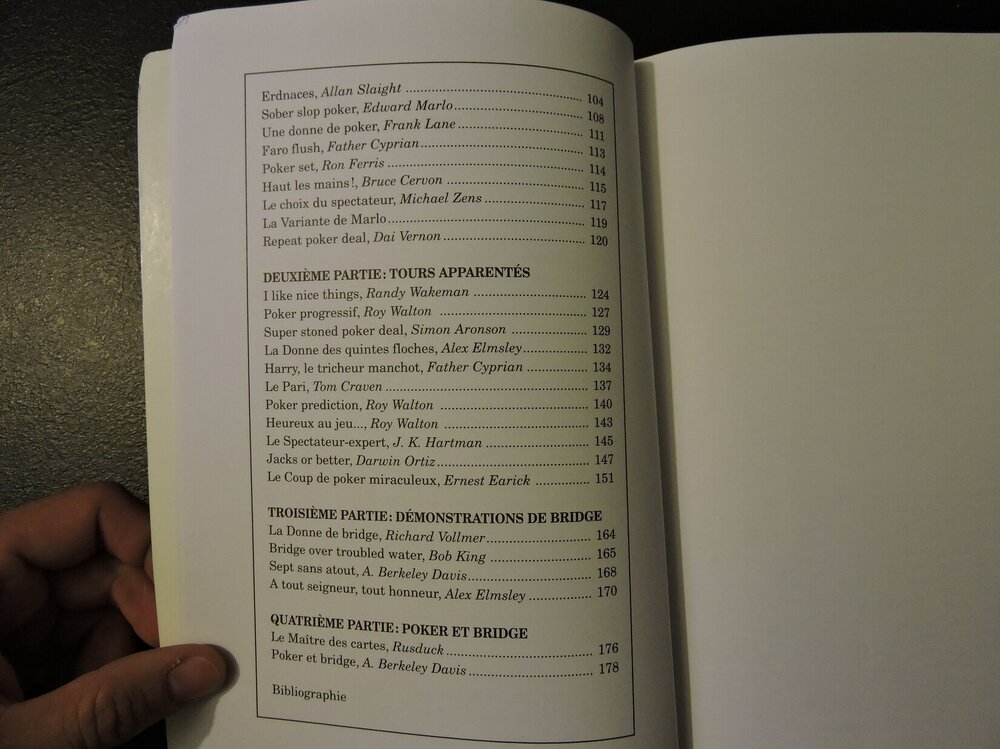 Erdnaces, Allan Slaight ........ 104
Sober slop poker, Edward Marlo ........ 108
Une donne de poker, Frank Lane ........ 111
Faro flush, Father Cyprian ........ 113
Poker set, Ron Ferris ........ 114
Haut les mains!, Bruce Cervon ........ 115
Le choix du spectateur, Michael Zens ........ 117
La Variante de Marlo ........ 119
Repeat poker deal, Dai Vernon ........ 120
DEUXIÈME PARTIE: TOURS APPARENTÉS
I like nice things, Randy Wakeman ........ 124
Poker progressif, Roy Walton ........ 127
Super stoned poker deal, Simon Aronson ........ 129
La Donne des quintes floches, Alex Elmsley ........ 132
Harry, le tricheur manchot, Father Cyprian ........ 134
Le Pari, Tom Craven ........ 137
Poker prediction, Roy Walton ........ 140
Heureux au jeu..., Roy Walton ........ 143
Le Spectateur-expert, J. K. Hartman ........ 145
Jacks or better, Darwin Ortiz ........ 147
Le Coup de poker miraculeux, Ernest Earick ........ 151
TROISIÈME PARTIE: DÉMONSTRATIONS DE BRIDGE
La Donne de bridge, Richard Vollmer ........ 164
Bridge over troubled water, Bob King ........ 165
Sept sans atout, A. Berkeley Davis ........ 168
A tout seigneur, tout honneur, Alex Elmsley ........ 170
QUATRIÈME PARTIE: POKER ET BRIDGE
Le Maître des cartes, Rusduck ........ 176
Poker et bridge, A. Berkeley Davis ........ 178
Bibliographie